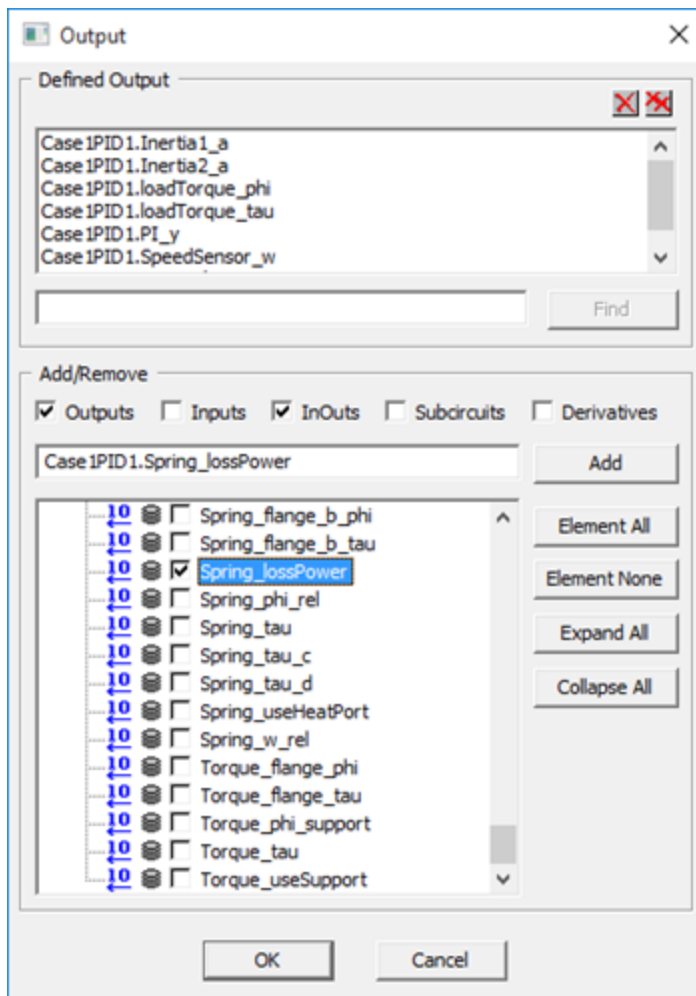 Output
Defined Output
Case1PID1.Inertia1_a
Case1PID1.Inertia2_a
Case1PID1.loadTorque_phi
Case1PID1.loadTorque_tau
Case1PID1.PI_y
Case1PID1.SpeedSensor_w
Find
Add/Remove
Outputs Inputs InOuts Subcircuits Derivatives
Case1PID1.Spring_lossPower Add
Spring_flange_b_phi
Element All
Spring_flange_b_tau
Spring_lossPower
Element None
Spring_phi_rel
Spring_tau
Expand All
Spring_tau_c
Spring_tau_d
Collapse All
Spring_useHeatPort
Spring_w_rel
Torque_flange_phi
Torque_flange_tau
Torque_phi_support
Torque_tau
Torque_useSupport
OK Cancel